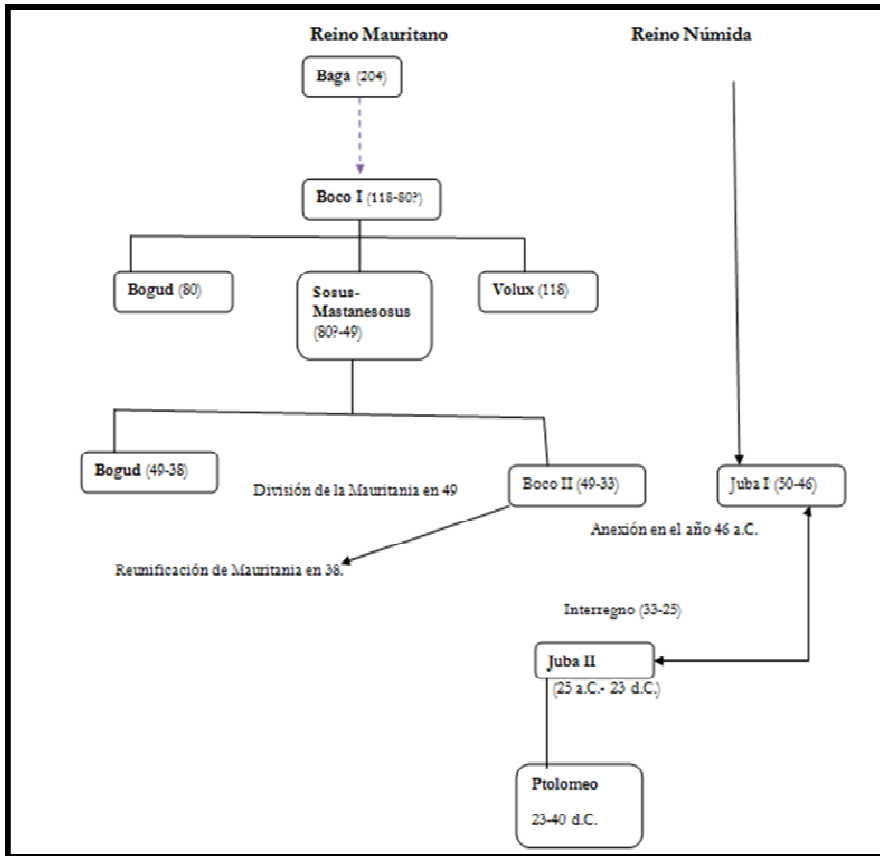 Reino Mauritano
Reino Númida
Baga (204)
Boco I (118-80?)
Bogud (80)
Sosus-
Mastanesosus
(80?-49)
Volux (118)
Bogud (49-38)
División de la Mauritania en 49
Boco II (49-33)
Juba I (50-46)
Anexión en el año 46 a.C.
Reunificación de Mauritania en 38.
Interregno (33-25)
Juba II
(25 a.C.- 23 d.C.)
Ptolomeo
23-40 d.C.